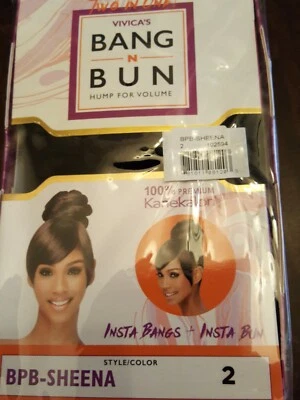 VIVICA'S
BANG
N
BUN
HUMP FOR VOLUME
BPB-SHEENA
2
100% PREMIUM
Kanekalon
INSTA BANGS + INSTA BUN
STYLE/COLOR
BPB-SHEENA 2